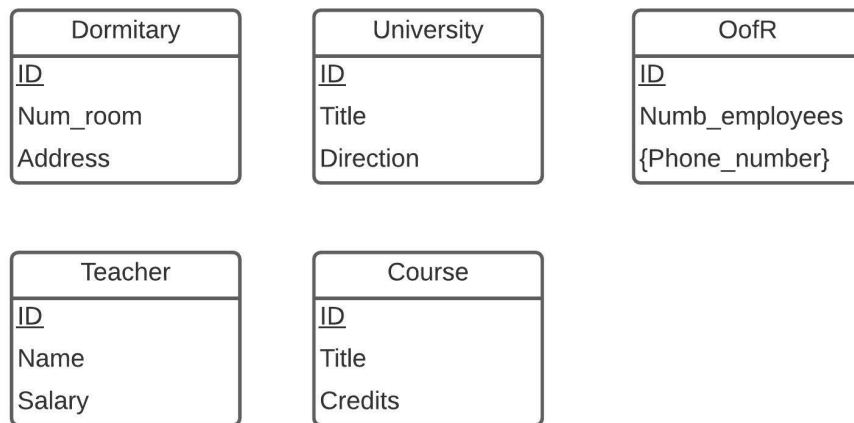 Dormitary
ID
Num_room
Address
University
ID
Title
Direction
OofR
ID
Numb_employees
{Phone_number}
Teacher
ID
Name
Salary
Course
ID
Title
Credits